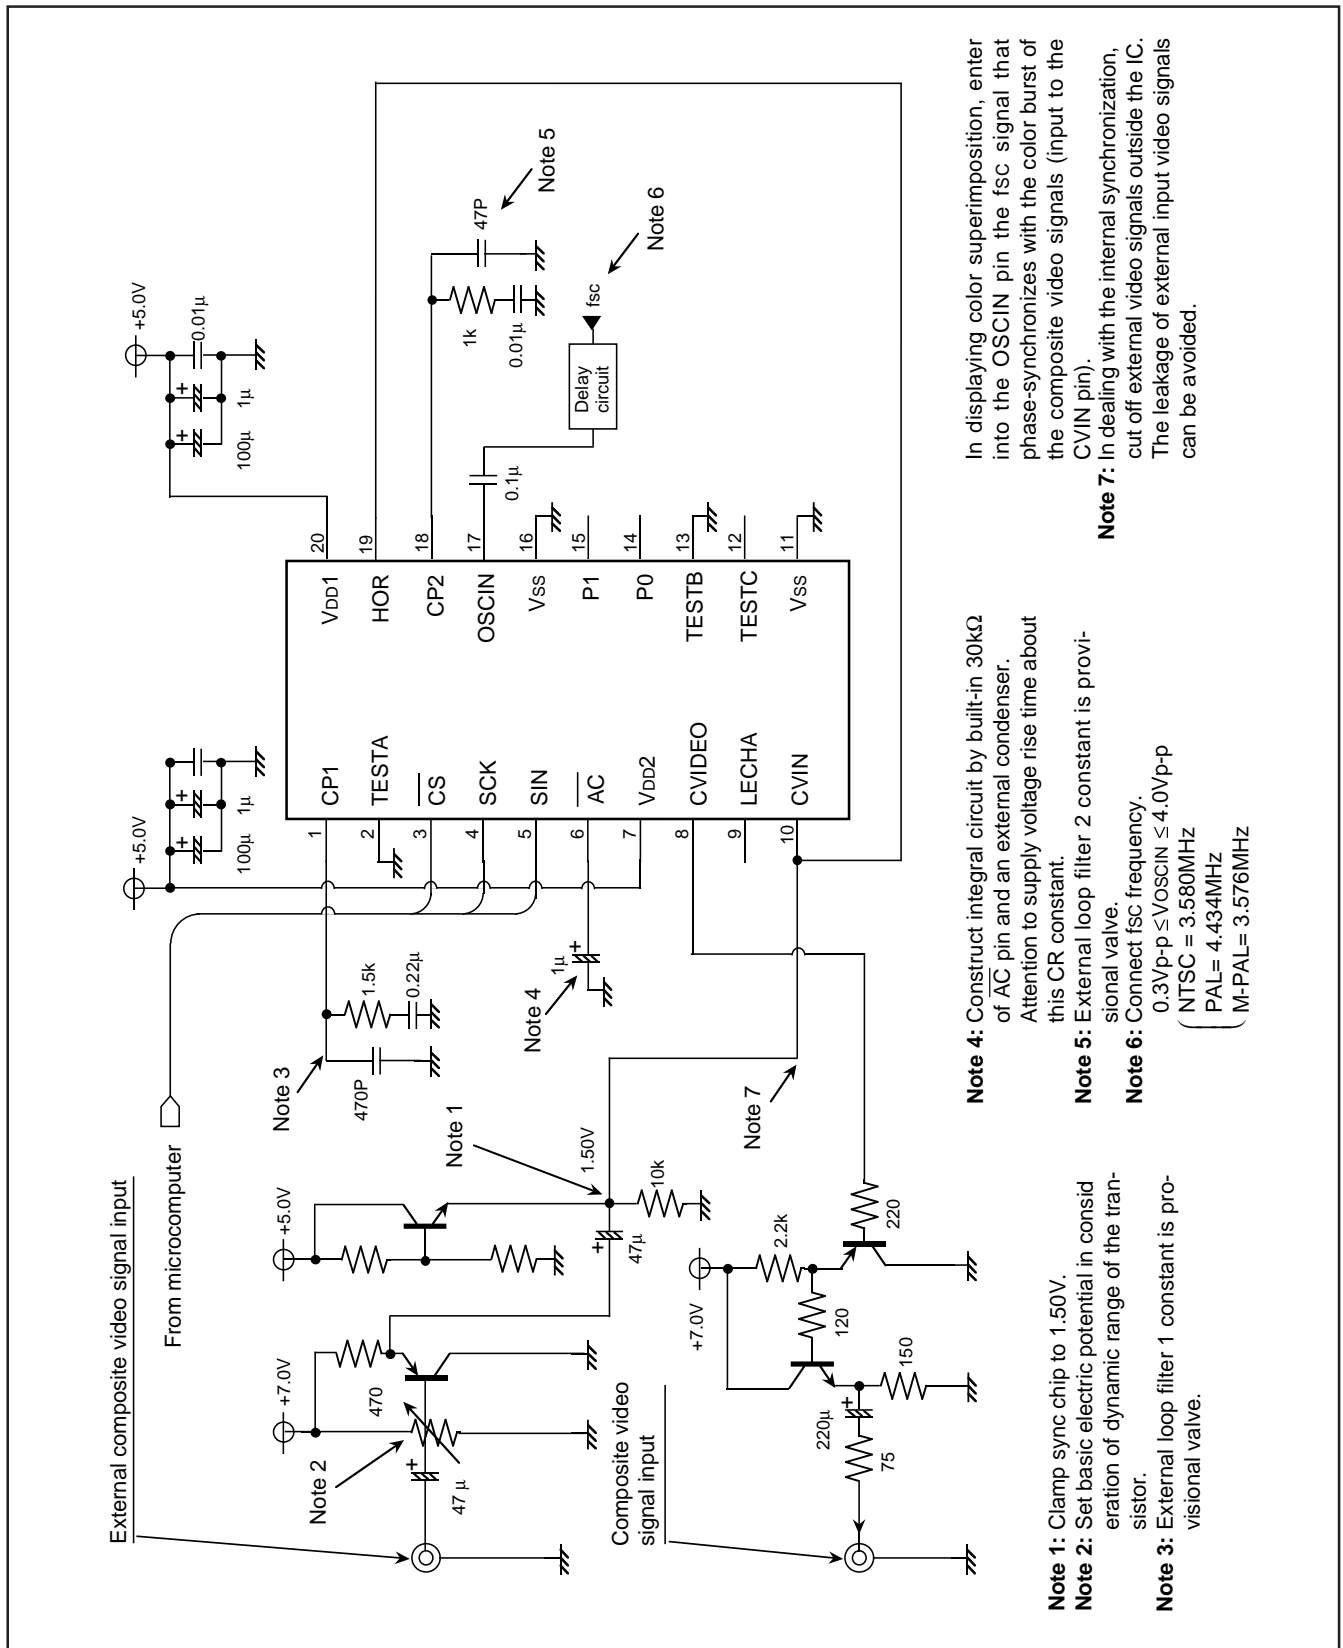 External composite video signal input
From microcomputer
+5.0V
100µ
1µ
+5.0V
100µ
1µ
0.01µ
Note 3
470P
1.5k
0.22µ
1
2
3
4
5
6
7
8
9
10
CP1
TESTA
CS
SCK
SIN
AC
VDD2
CVIDEO
LECHA
CVIN
VDD1
HOR
CP2
OSCIN
VSS
P1
P0
TESTB
TESTC
VSS
20
19
18
17
16
15
14
13
12
11
1k
0.01µ
47P
Note 5
0.1µ
Delay
circuit
fsc
Note 6
1µ
Note 4
+7.0V
470
Note 2
47 µ
+5.0V
Note 1
1.50V
47µ
10k
Note 7
Composite video
signal input
+7.0V
2.2k
120
220
150
220µ
75
Note 1: Clamp sync chip to 1.50V.
Note 2: Set basic electric potential in consid
eration of dynamic range of the tran-
sistor.
Note 3: External loop filter 1 constant is pro-
visional valve.
Note 4: Construct integral circuit by built-in 30kΩ
of AC pin and an external condenser.
Attention to supply voltage rise time about
this CR constant.
Note 5: External loop filter 2 constant is provi-
sional valve.
Note 6: Connect fsc frequency.
0.3Vp-p ≤ VOSCIN ≤ 4.0Vp-p
NTSC = 3.580MHz
PAL= 4.434MHz
M-PAL= 3.576MHz
In displaying color superimposition, enter
into the OSCIN pin the fsc signal that
phase-synchronizes with the color burst of
the composite video signals (input to the
CVIN pin).
Note 7: In dealing with the internal synchronization,
cut off external video signals outside the IC.
The leakage of external input video signals
can be avoided.